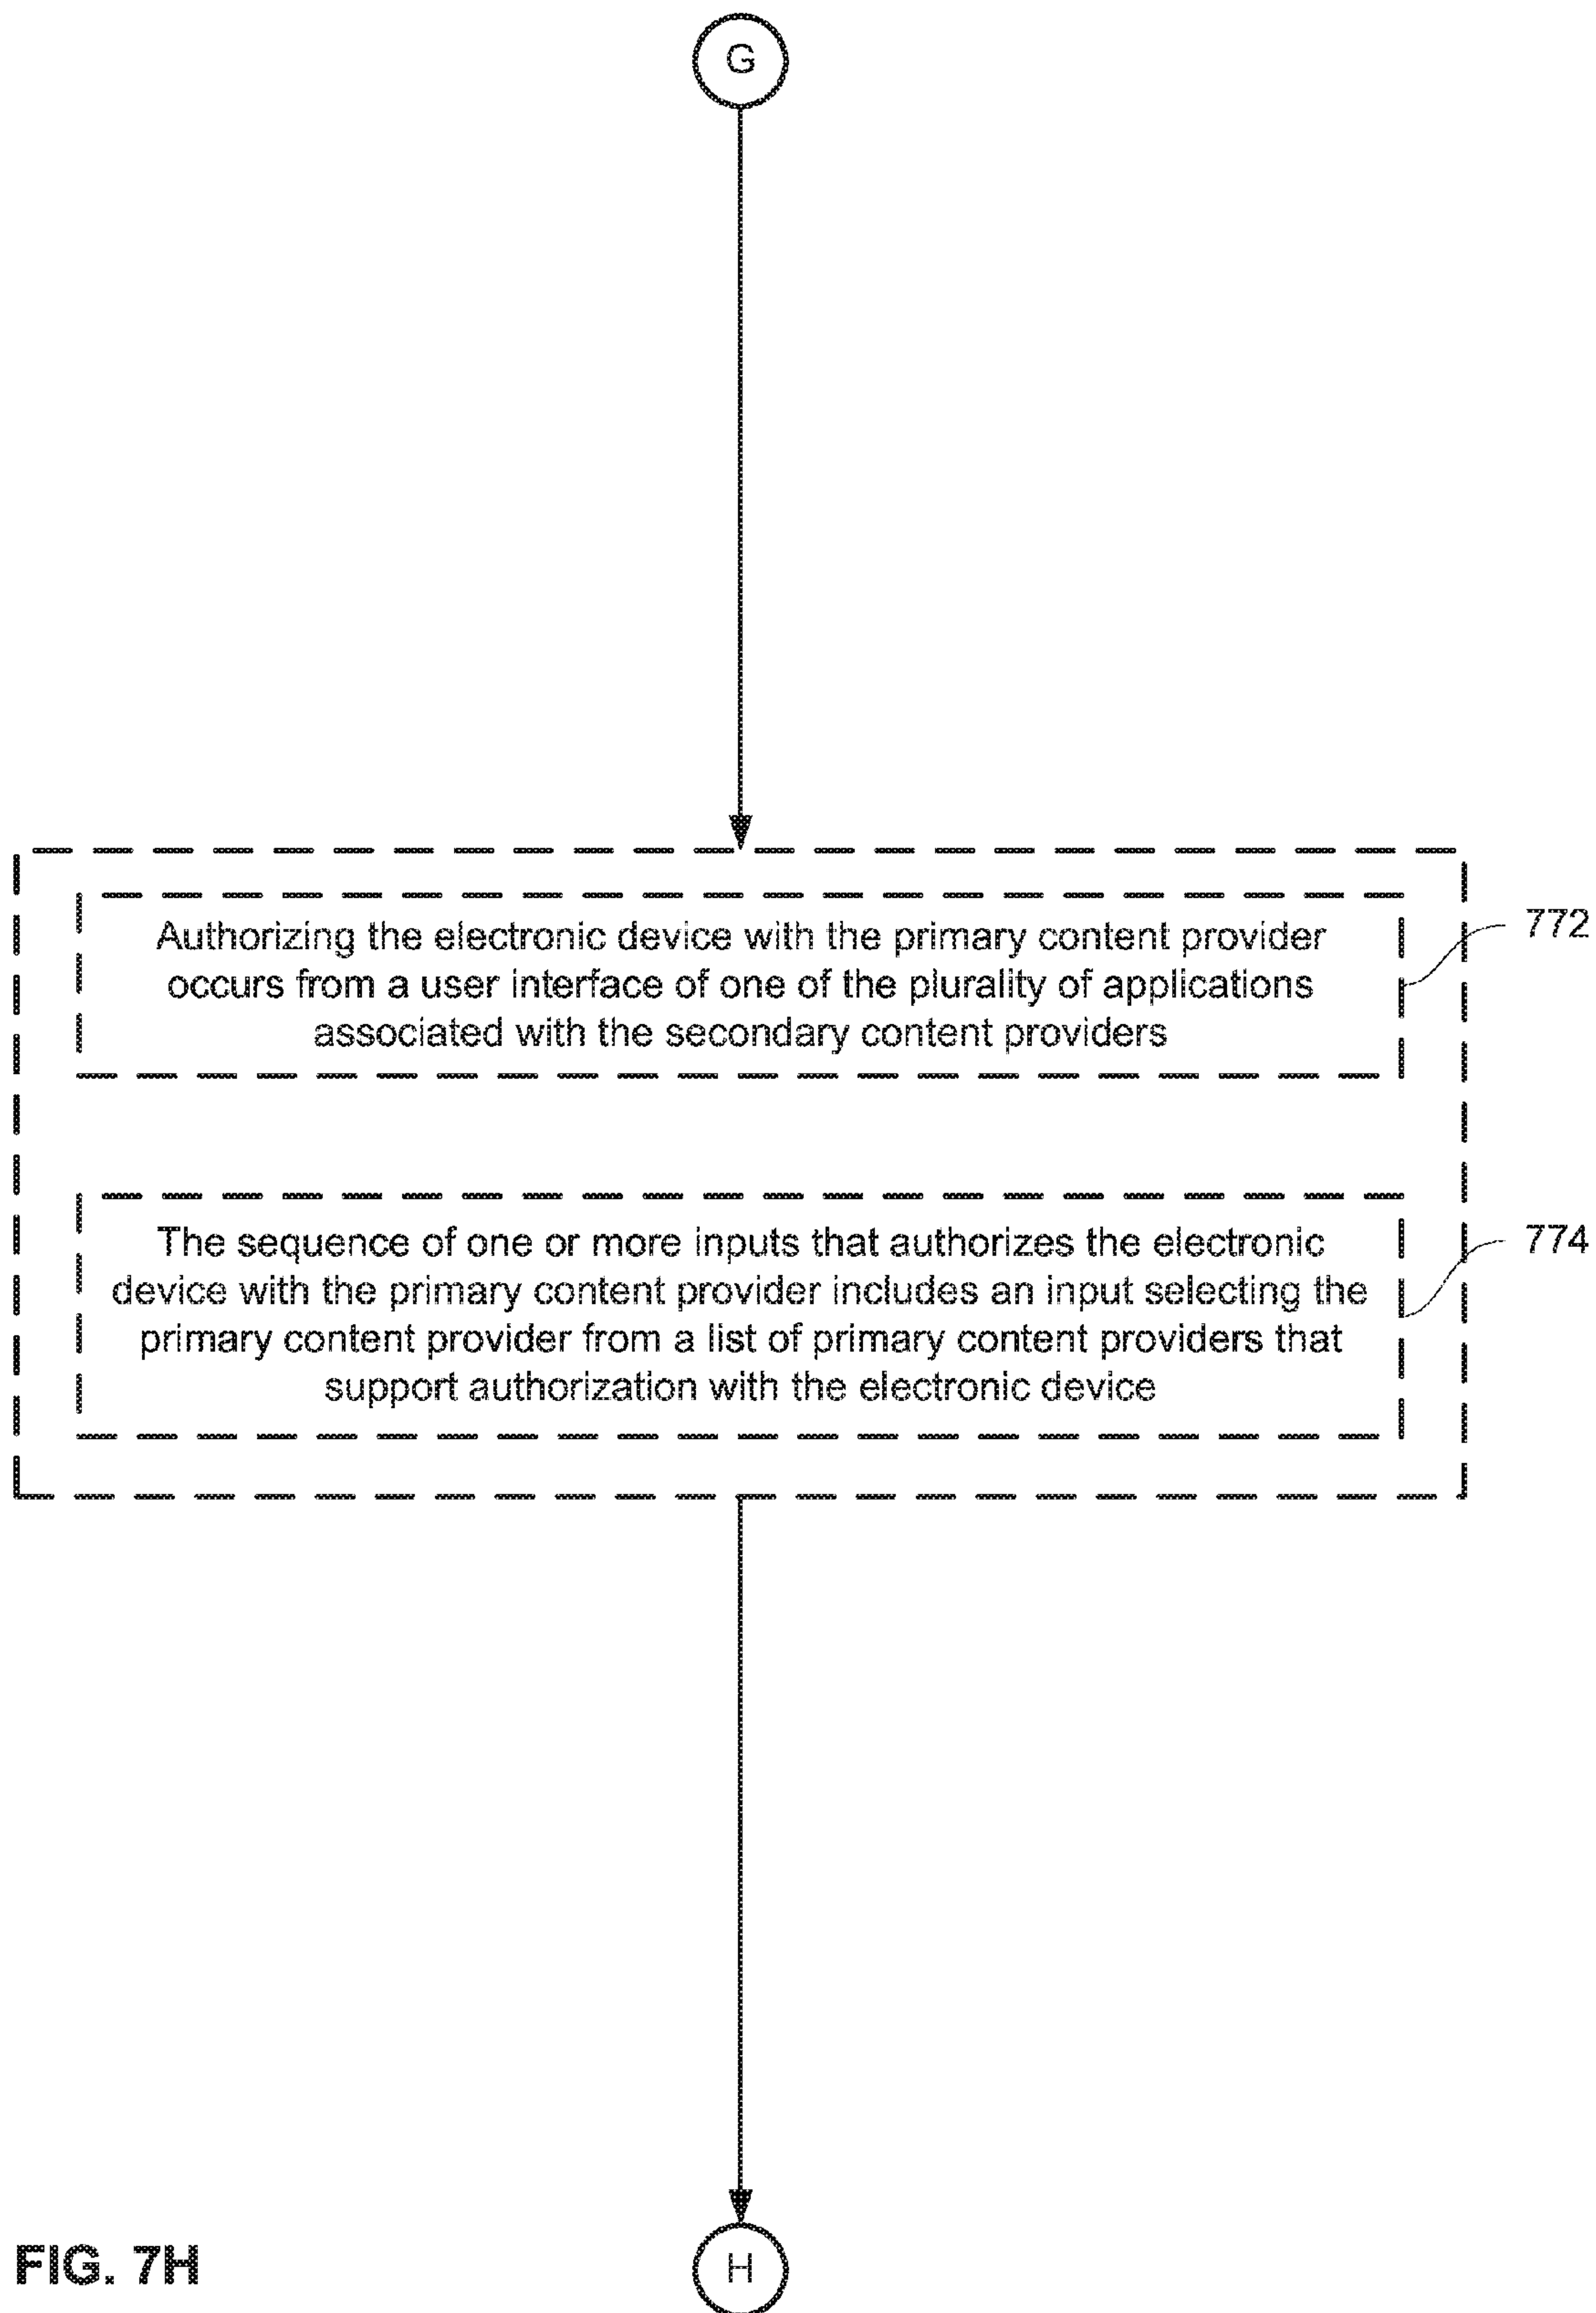 G
Authorizing the electronic device with the primary content provider
occurs from a user interface of one of the plurality of applications
associated with the secondary content providers
772
The sequence of one or more inputs that authorizes the electronic
device with the primary content provider includes an input selecting the
primary content provider from a list of primary content providers that
support authorization with the electronic device
774
FIG. 7H
H